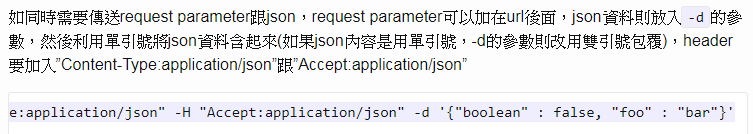 如同時需要傳送request parameter跟json，request parameter可以加在url後面，json資料則放入 -d 的參
數，然後利用單引號將json資料含起來(如果json內容是用單引號，-d的參數則改用雙引號包覆)，header
要加入”Content-Type:application/json”跟”Accept:application/json”
e:application/json" -H "Accept:application/json" -d '{"boolean" : false, "foo" : "bar"}'